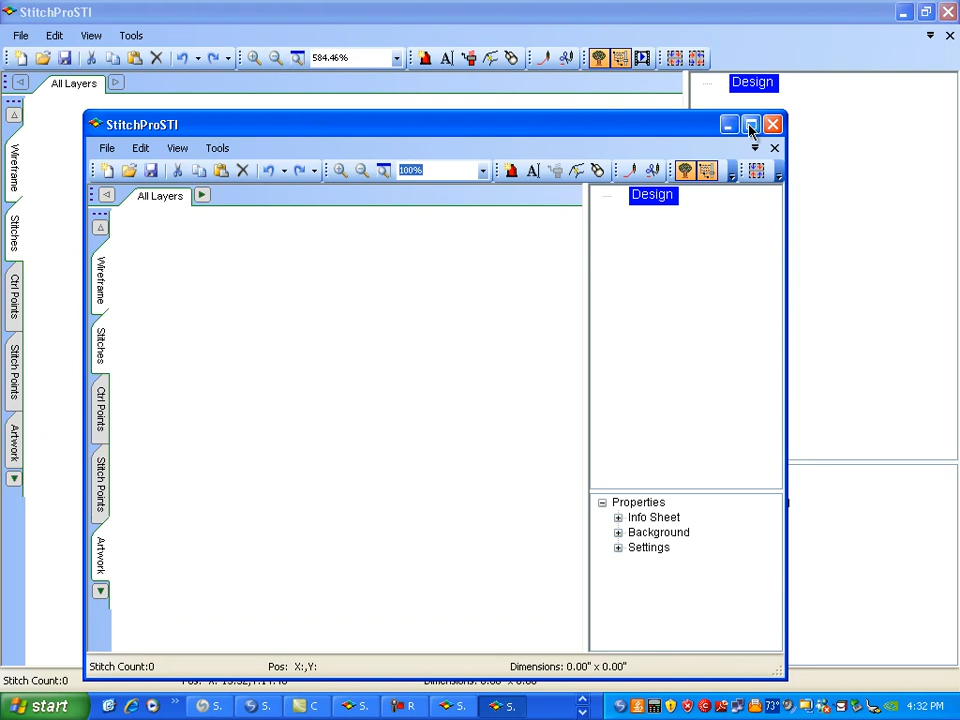 StitchProSTI
File Edit View Tools
584.46%
All Layers
Design
Wireframe
Stitches
Ctrl Points
Stitch Points
Artwork
StitchProSTI
File Edit View Tools
100%
All Layers
Design
Wireframe
Stitches
Ctrl Points
Stitch Points
Artwork
Properties
Info Sheet
Background
Settings
Stitch Count:0 Pos: X:,Y: Dimensions: 0.00" x 0.00"
Stitch Count:0
start S. S. C S. R S. S. 73° 4:32 PM